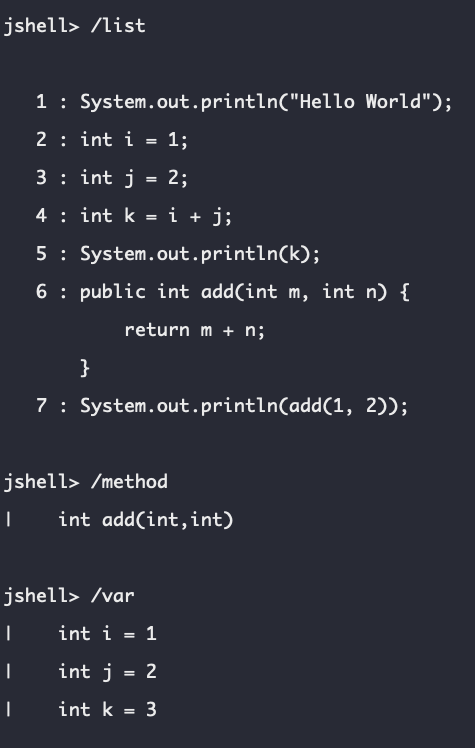 jshell> /list
1 : System.out.println("Hello World");
2 : int i = 1;
3 : int j = 2;
4 : int k = i + j;
5 : System.out.println(k);
6 : public int add(int m, int n) {
return m + n;
}
7 : System.out.println(add(1, 2));
jshell> /method
|    int add(int,int)
jshell> /var
|    int i = 1
|    int j = 2
|    int k = 3